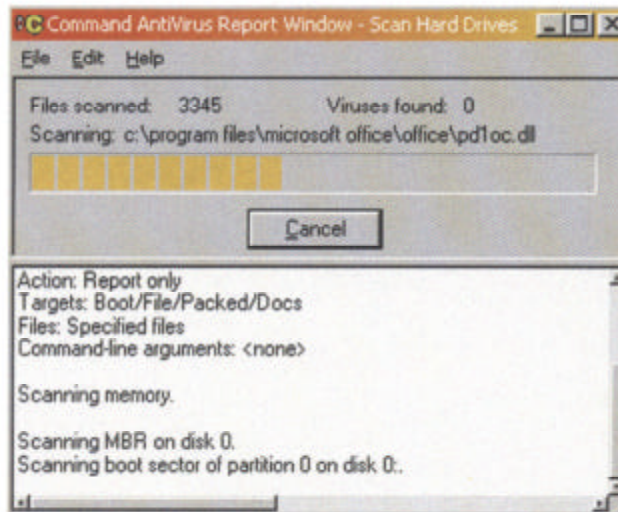 Command AntiVirus Report Window - Scan Hard Drives
File Edit Help
Files scanned: 3345 Viruses found: 0
Scanning: c:\program files\microsoft office\office\pd1oc.dll
Cancel
Action: Report only
Targets: Boot/File/Packed/Docs
Files: Specified files
Command-line arguments: <none>
Scanning memory.
Scanning MBR on disk 0.
Scanning boot sector of partition 0 on disk 0:.